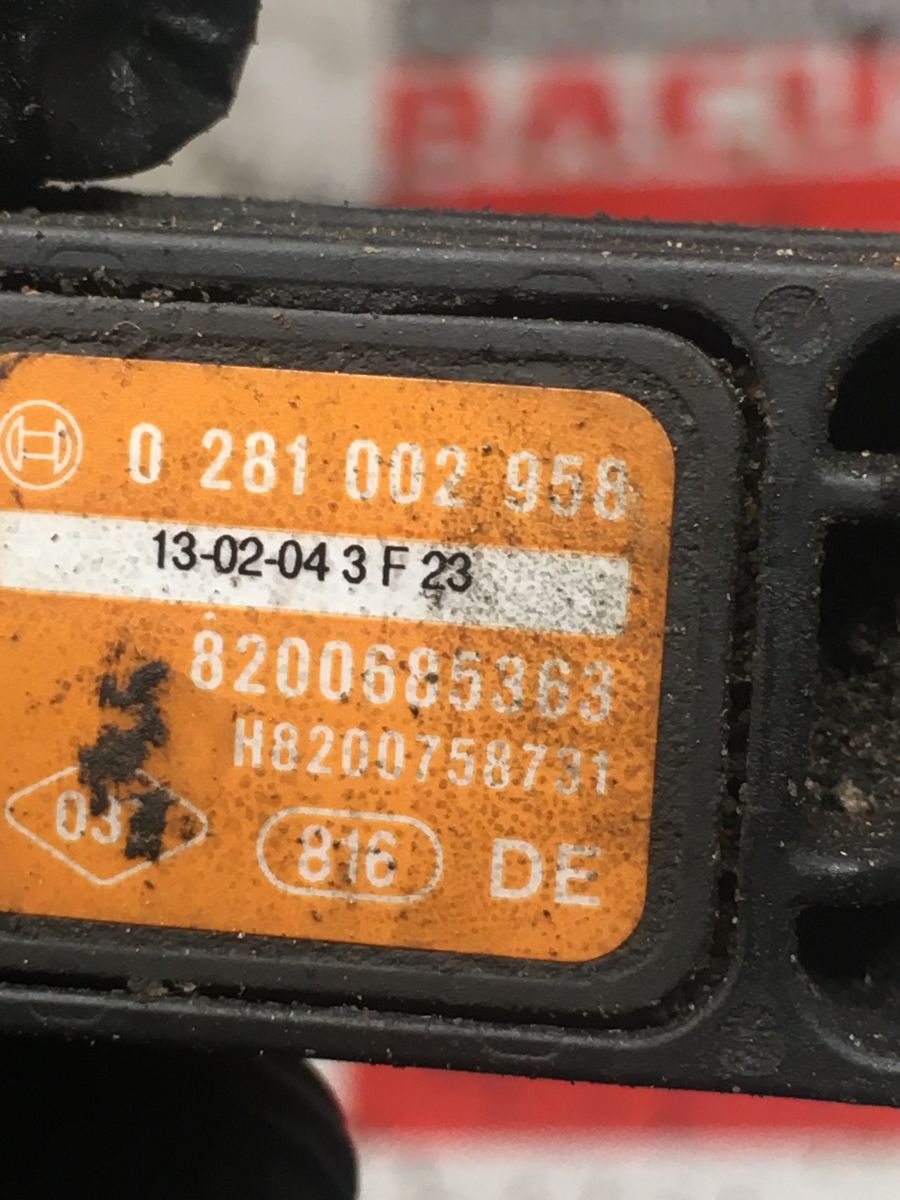 0 281 002 958
13-02-04 3 F 23
8200685363
H8200758731
816 DE